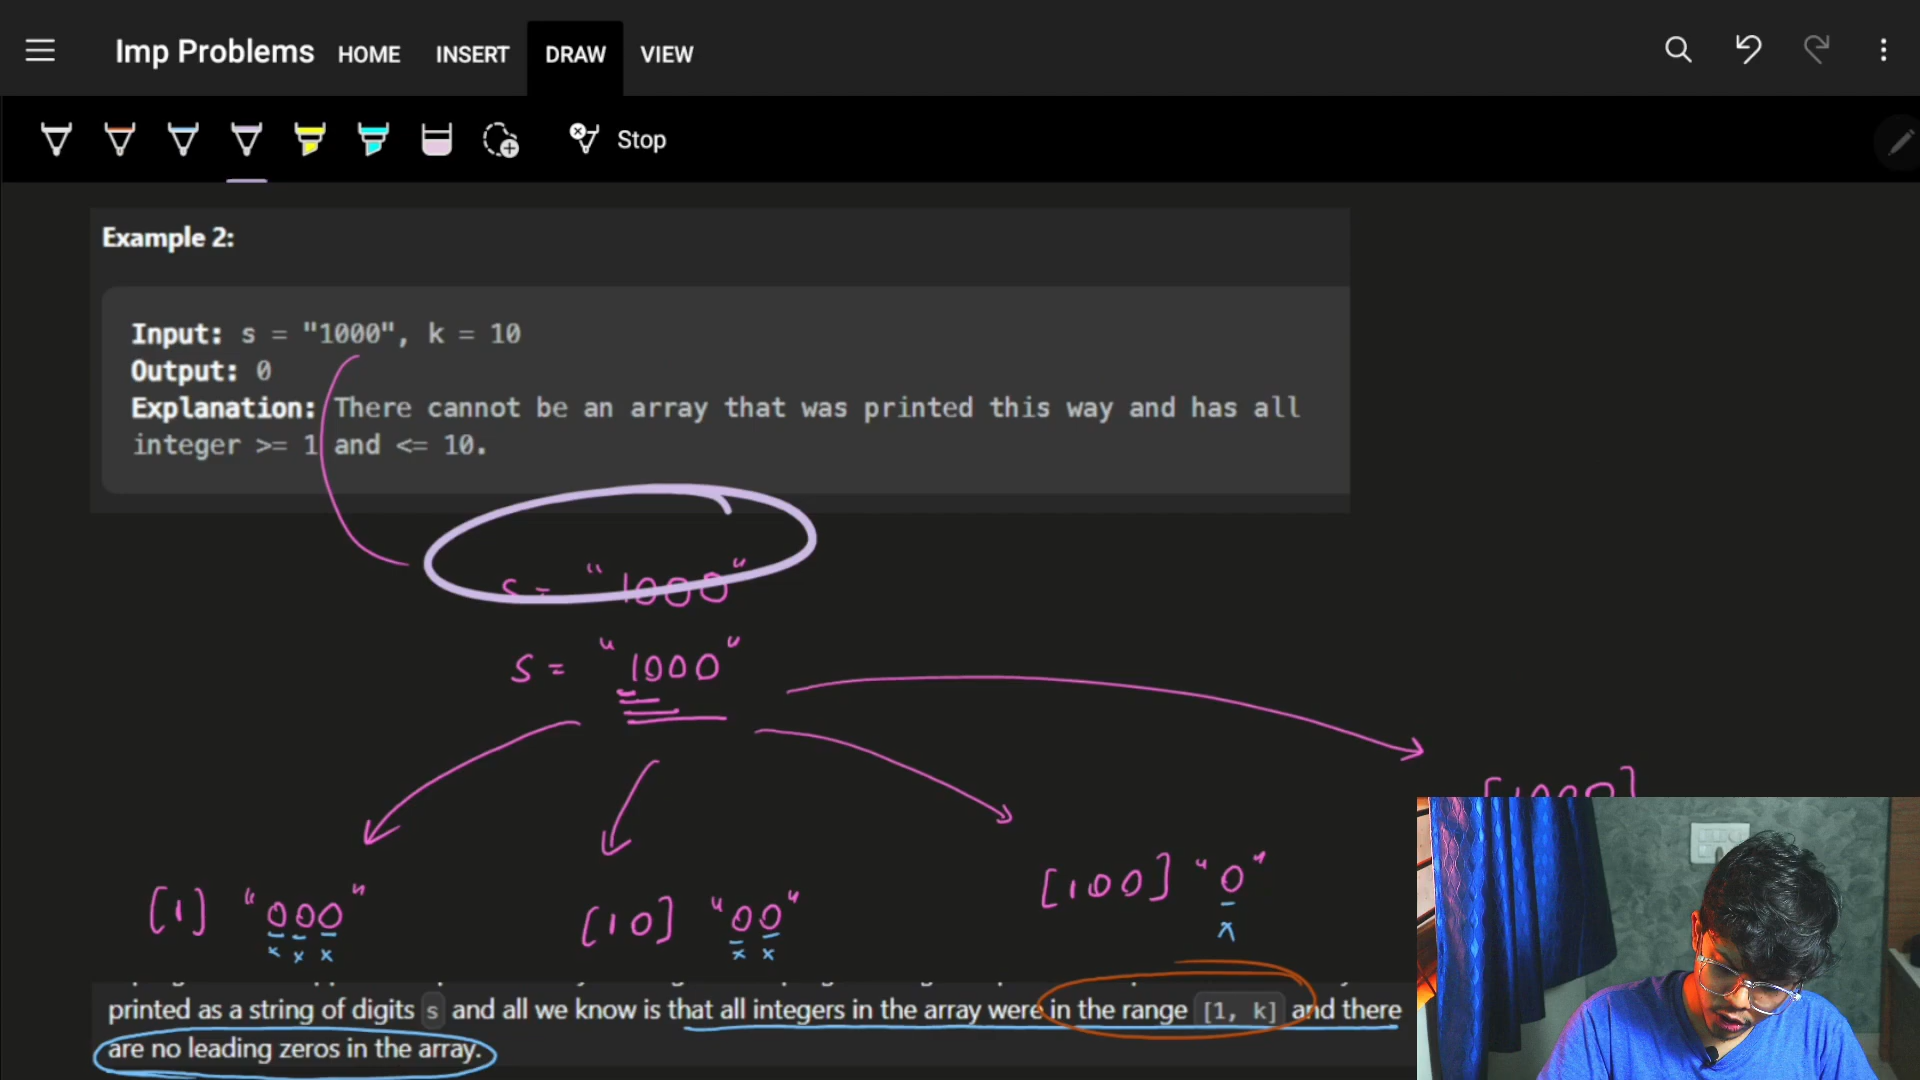 Imp Problems HOME INSERT DRAW VIEW
Stop
Example 2:
Input: s = "1000", k = 10
Output: 0
Explanation: There cannot be an array that was printed this way and has all
integer >= 1 and <= 10.
s = "1000"
s = "1000"
[1000]
[1] "000"
[10] "00"
[100] "0"
x x x
x x
x
printed as a string of digits s and all we know is that all integers in the array were in the range [1, k] and there
are no leading zeros in the array.